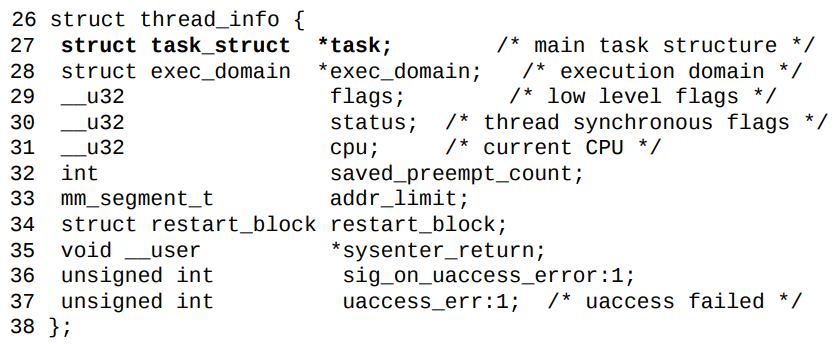 26 struct thread_info {
27 struct task_struct *task; /* main task structure */
28 struct exec_domain *exec_domain; /* execution domain */
29 __u32 flags; /* low level flags */
30 __u32 status; /* thread synchronous flags */
31 __u32 cpu; /* current CPU */
32 int saved_preempt_count;
33 mm_segment_t addr_limit;
34 struct restart_block restart_block;
35 void __user *sysenter_return;
36 unsigned int sig_on_uaccess_error:1;
37 unsigned int uaccess_err:1; /* uaccess failed */
38 };